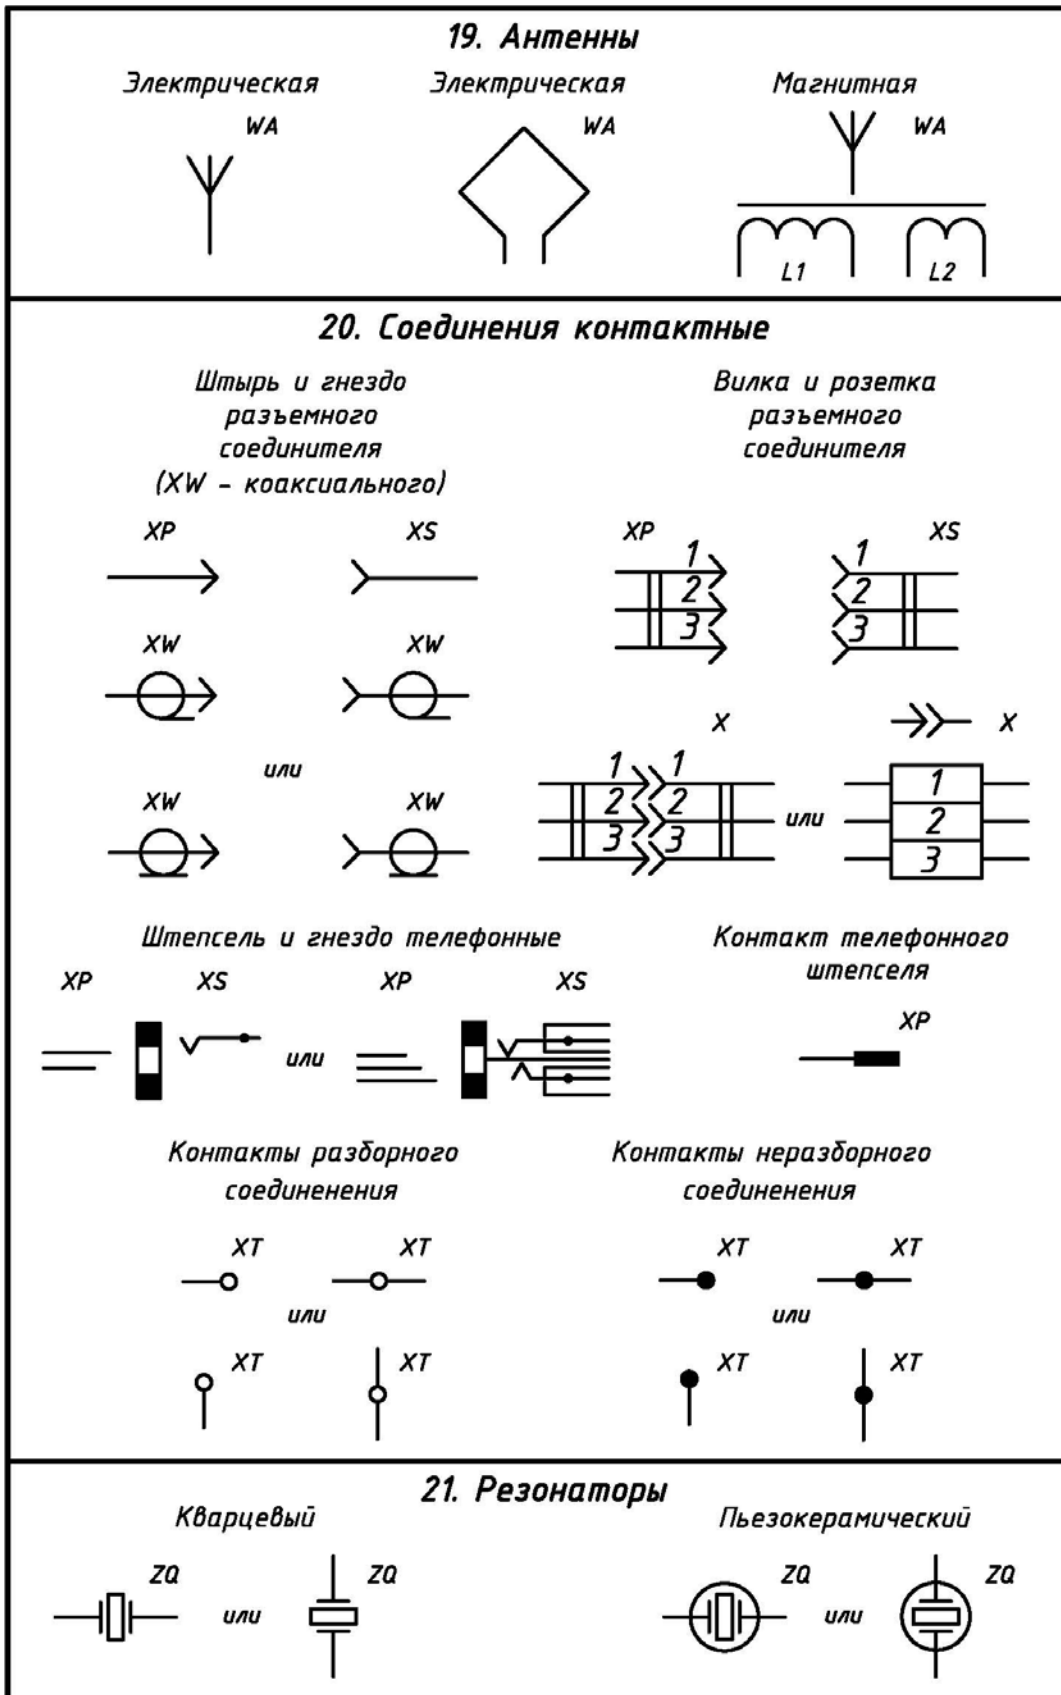 19. Антенны
Электрическая
Электрическая
Магнитная
WA
WA
WA
L1
L2
20. Соединения контактные
Штырь и гнездо
разъемного
соединителя
(XW - коаксиального)
Вилка и розетка
разъемного
соединителя
XP
XS
XP
XS
1
2
3
1
2
3
XW
XW
или
XW
XW
X
1
2
3
1
2
3
или
X
1
2
3
Штепсель и гнездо телефонные
XP
XS
или
XP
XS
Контакт телефонного
штепселя
XP
Контакты разборного
соединенения
XT
XT
или
XT
XT
Контакты неразборного
соединенения
XT
XT
или
XT
XT
21. Резонаторы
Кварцевый
ZQ
или
ZQ
Пьезокерамический
ZQ
или
ZQ